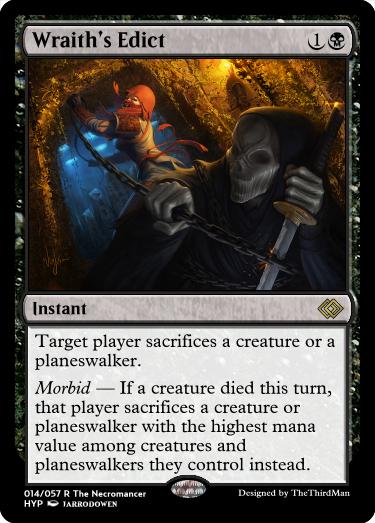 Wraith's Edict
1
Instant
Target player sacrifices a creature or a
planeswalker.
Morbid — If a creature died this turn,
that player sacrifices a creature or
planeswalker with the highest mana
value among creatures and
planeswalkers they control instead.
014/057 R The Necromancer
Designed by TheThirdMan
HYP JARRODOWEN